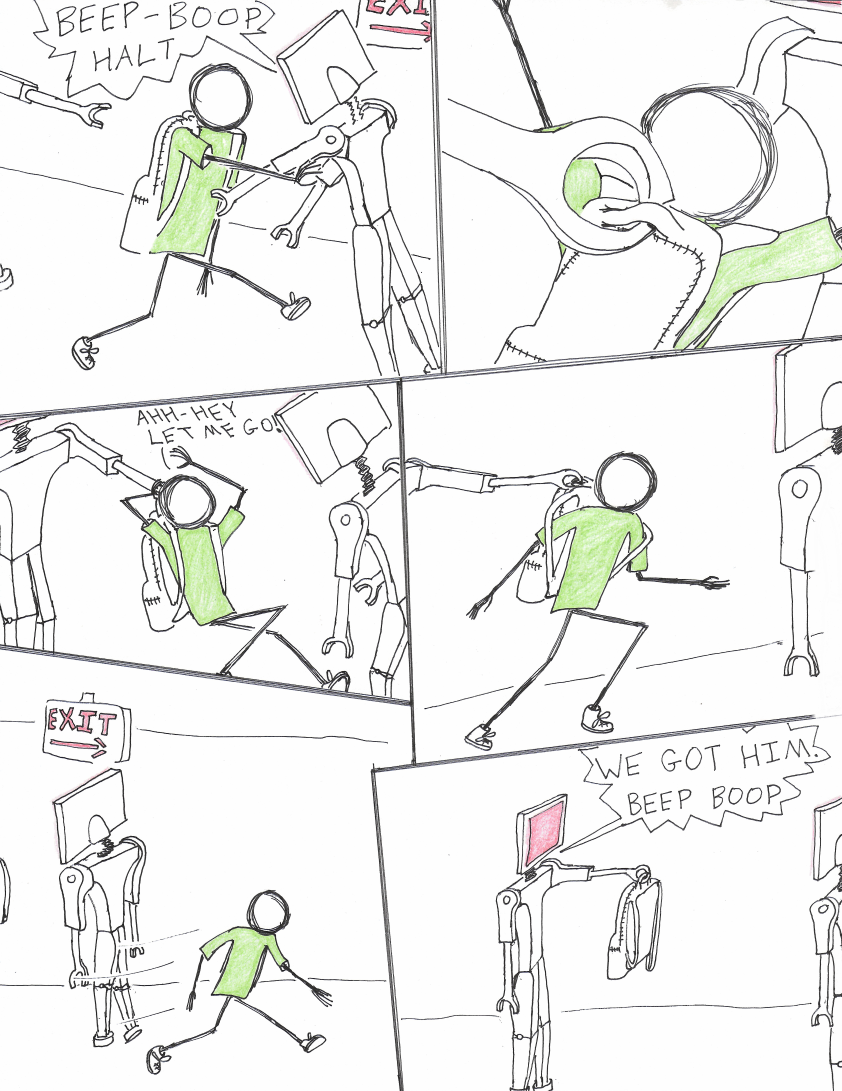 BEEP-BOOP
HALT
EXI
AHH-HEY
LET ME GO!
EXIT
WE GOT HIM.
BEEP BOOP